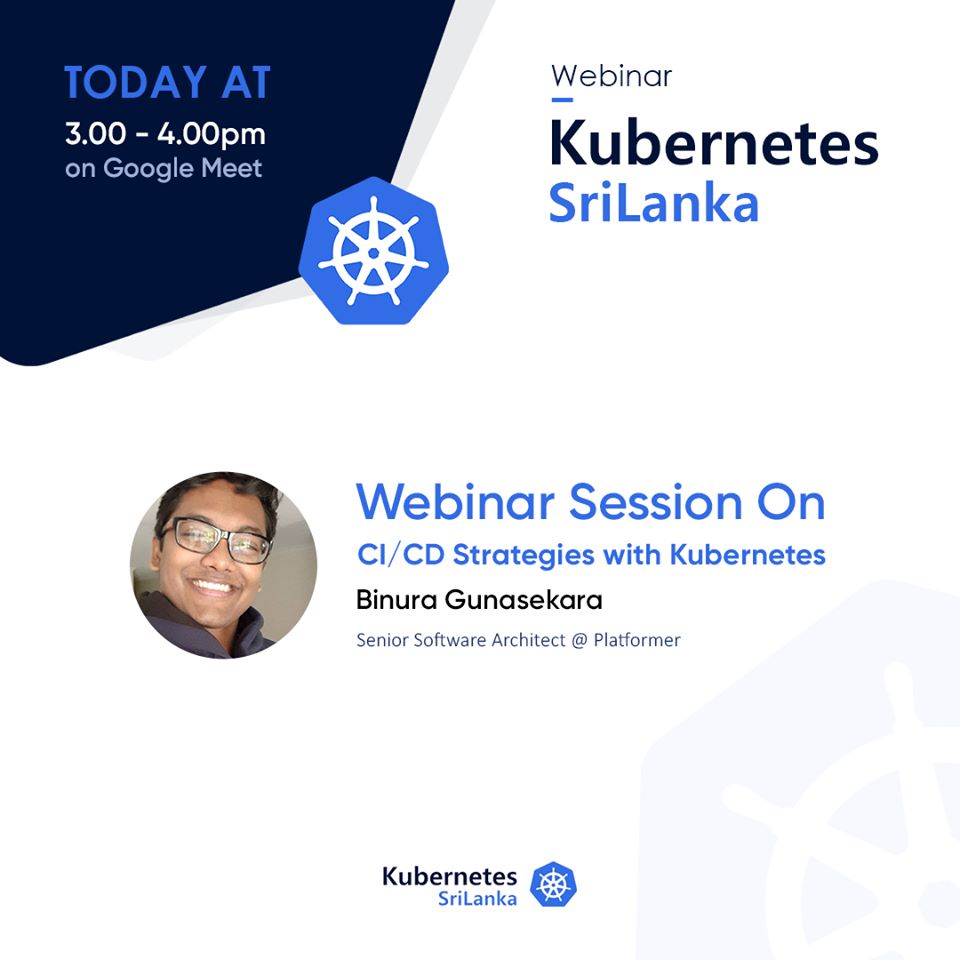 TODAY AT
3.00 - 4.00pm
on Google Meet
Webinar
Kubernetes
SriLanka
Webinar Session On
CI/CD Strategies with Kubernetes
Binura Gunasekara
Senior Software Architect @ Platformer
Kubernetes
SriLanka